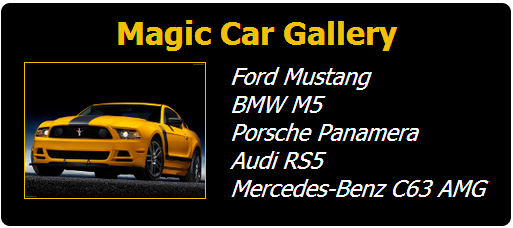 Magic Car Gallery
Ford Mustang
BMW M5
Porsche Panamera
Audi RS5
Mercedes-Benz C63 AMG